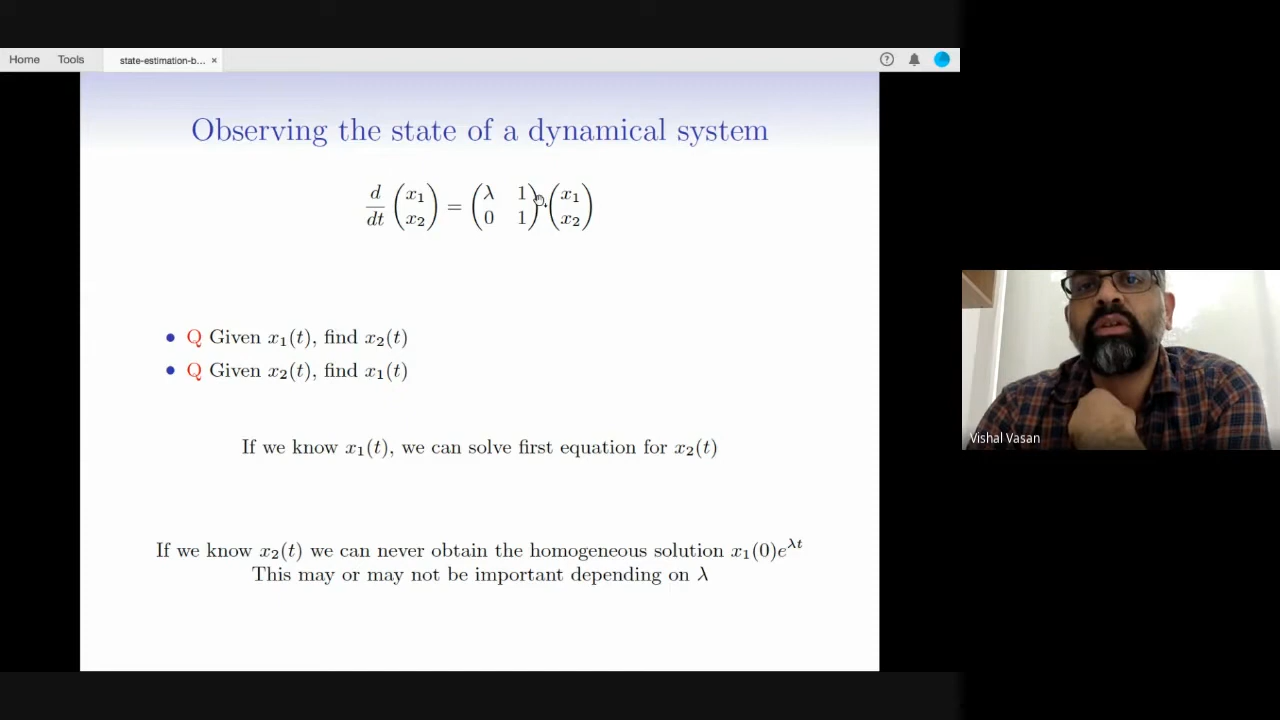 Home Tools state-estimation-b... ×
Observing the state of a dynamical system
d/dt (x₁ x₂) = (λ 1 0 1) (x₁ x₂)
• Q Given x₁(t), find x₂(t)
• Q Given x₂(t), find x₁(t)
If we know x₁(t), we can solve first equation for x₂(t)
Vishal Vasan
If we know x₂(t) we can never obtain the homogeneous solution x₁(0)e^{λt}
This may or may not be important depending on λ